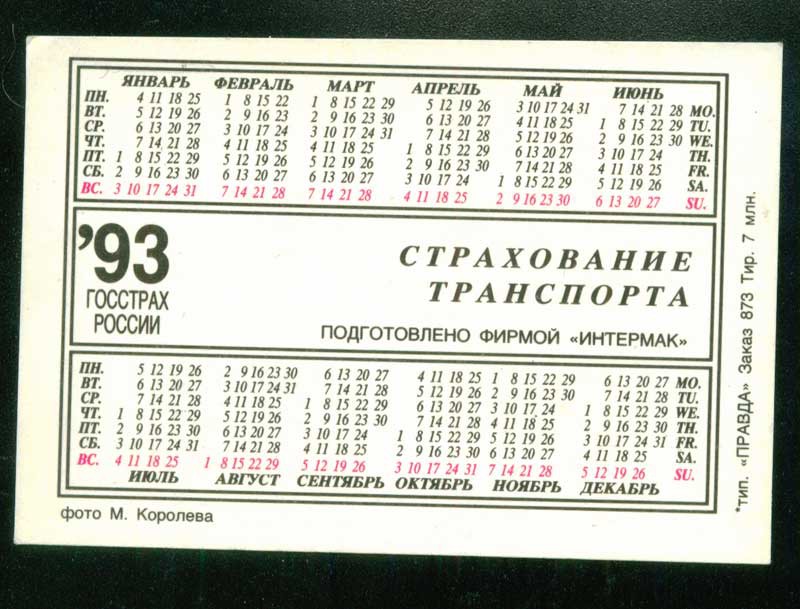 ЯНВАРЬ ФЕВРАЛЬ МАРТ АПРЕЛЬ МАЙ ИЮНЬ
ПН. 4 11 18 25 1 8 15 22 1 8 15 22 29 5 12 19 26 3 10 17 24 31 7 14 21 28 MO.
ВТ. 5 12 19 26 2 9 16 23 2 9 16 23 30 6 13 20 27 4 11 18 25 1 8 15 22 29 TU.
СР. 6 13 20 27 3 10 17 24 3 10 17 24 31 7 14 21 28 5 12 19 26 2 9 16 23 30 WE.
ЧТ. 7 14 21 28 4 11 18 25 4 11 18 25 1 8 15 22 29 6 13 20 27 3 10 17 24 TH.
ПТ. 1 8 15 22 29 5 12 19 26 5 12 19 26 2 9 16 23 30 7 14 21 28 4 11 18 25 FR.
СБ. 2 9 16 23 30 6 13 20 27 6 13 20 27 3 10 17 24 1 8 15 22 29 5 12 19 26 SA.
ВС. 3 10 17 24 31 7 14 21 28 7 14 21 28 4 11 18 25 2 9 16 23 30 6 13 20 27 SU.
'93
ГОССТРАХ
РОССИИ
СТРАХОВАНИЕ
ТРАНСПОРТА
ПОДГОТОВЛЕНО ФИРМОЙ «ИНТЕРМАК»
ПН. 5 12 19 26 2 9 16 23 30 6 13 20 27 4 11 18 25 1 8 15 22 29 6 13 20 27 MO.
ВТ. 6 13 20 27 3 10 17 24 31 7 14 21 28 5 12 19 26 2 9 16 23 30 7 14 21 28 TU.
СР. 7 14 21 28 4 11 18 25 1 8 15 22 29 6 13 20 27 3 10 17 24 1 8 15 22 29 WE.
ЧТ. 1 8 15 22 29 5 12 19 26 2 9 16 23 30 7 14 21 28 4 11 18 25 2 9 16 23 30 TH.
ПТ. 2 9 16 23 30 6 13 20 27 3 10 17 24 1 8 15 22 29 5 12 19 26 3 10 17 24 31 FR.
СБ. 3 10 17 24 31 7 14 21 28 4 11 18 25 2 9 16 23 30 6 13 20 27 4 11 18 25 SA.
ВС. 4 11 18 25 1 8 15 22 29 5 12 19 26 3 10 17 24 31 7 14 21 28 5 12 19 26 SU.
ИЮЛЬ АВГУСТ СЕНТЯБРЬ ОКТЯБРЬ НОЯБРЬ ДЕКАБРЬ
фото М. Королева
*тип. «ПРАВДА» Заказ 873 Тир. 7 млн.